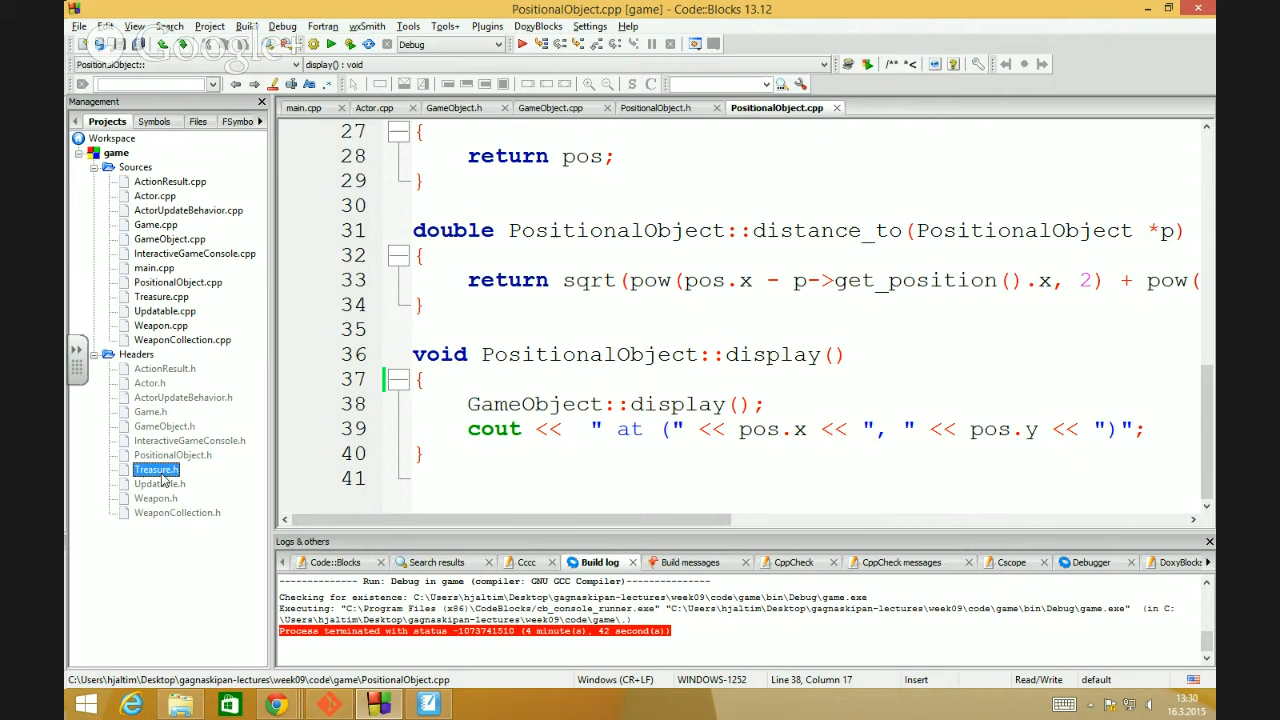 PositionalObject.cpp [game] - Code::Blocks 13.12
File Edit View Search Project Build Debug Fortran wxSmith Tools Tools+ Plugins DoxyBlocks Settings Help
Google+
Debug
PositionalObject:: display() : void
/** *<
S C
Management
main.cpp Actor.cpp GameObject.h GameObject.cpp PositionalObject.h PositionalObject.cpp
Projects Symbols Files FSymbo
Workspace
game
Sources
ActionResult.cpp
Actor.cpp
ActorUpdateBehavior.cpp
Game.cpp
GameObject.cpp
InteractiveGameConsole.cpp
main.cpp
PositionalObject.cpp
Treasure.cpp
Updatable.cpp
Weapon.cpp
WeaponCollection.cpp
Headers
ActionResult.h
Actor.h
ActorUpdateBehavior.h
Game.h
GameObject.h
InteractiveGameConsole.h
PositionalObject.h
Treasure.h
Updatable.h
Weapon.h
WeaponCollection.h
27 {
28 return pos;
29 }
30
31 double PositionalObject::distance_to(PositionalObject *p)
32 {
33 return sqrt(pow(pos.x - p->get_position().x, 2) + pow(
34 }
35
36 void PositionalObject::display()
37 {
38 GameObject::display();
39 cout << " at (" << pos.x << ", " << pos.y << ")";
40 }
41
Logs & others
Code::Blocks Search results Cccc Build log Build messages CppCheck CppCheck messages Cscope Debugger DoxyBlocks
-------------- Run: Debug in game (compiler: GNU GCC Compiler)---------------
Checking for existence: C:\Users\hjaltim\Desktop\gagnaskipan-lectures\week09\code\game\bin\Debug\game.exe
Executing: "C:\Program Files (x86)\CodeBlocks/cb_console_runner.exe" "C:\Users\hjaltim\Desktop\gagnaskipan-lectures\week09\code\game\bin\Debug\game.exe" (in C:
\Users\hjaltim\Desktop\gagnaskipan-lectures\week09\code\game\.)
Process terminated with status -1073741510 (4 minute(s), 42 second(s))
C:\Users\hjaltim\Desktop\gagnaskipan-lectures\week09\code\game\PositionalObject.cpp Windows (CR+LF) WINDOWS-1252 Line 38, Column 17 Insert Read/Write default
13:30
16.3.2015